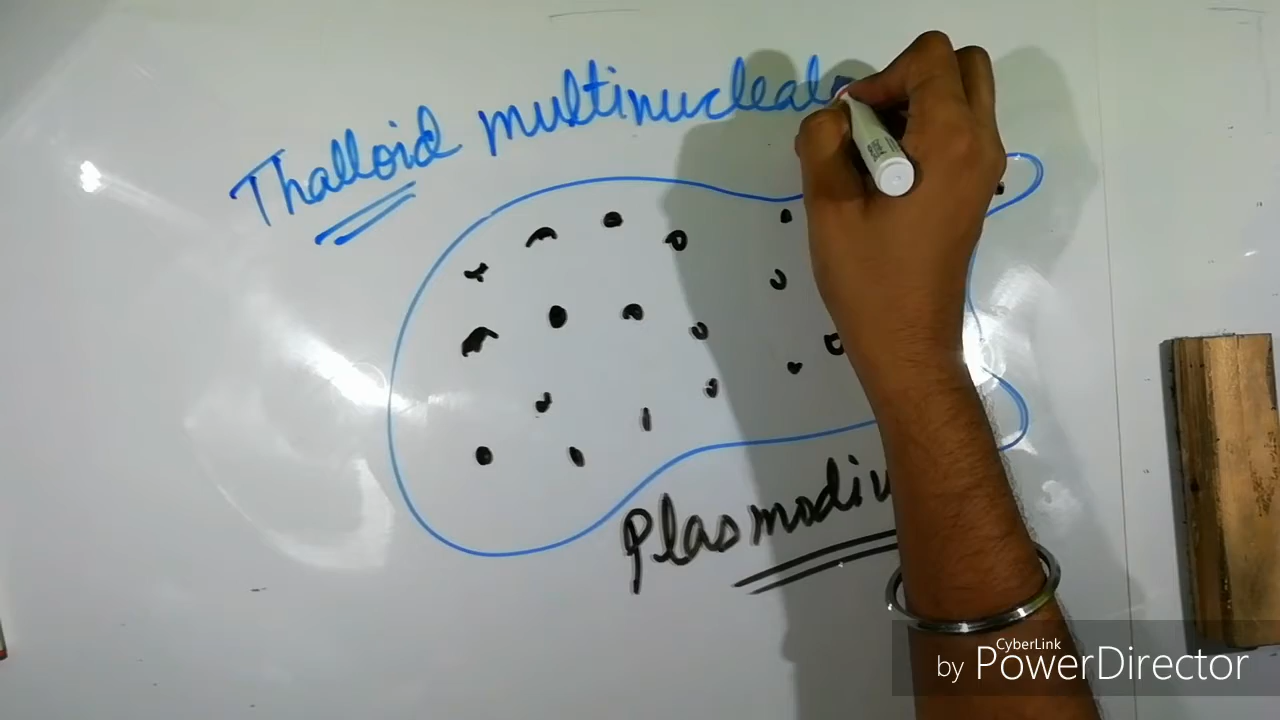 Thalloid multinucleate
Plasmodiu
CyberLink
by PowerDirector